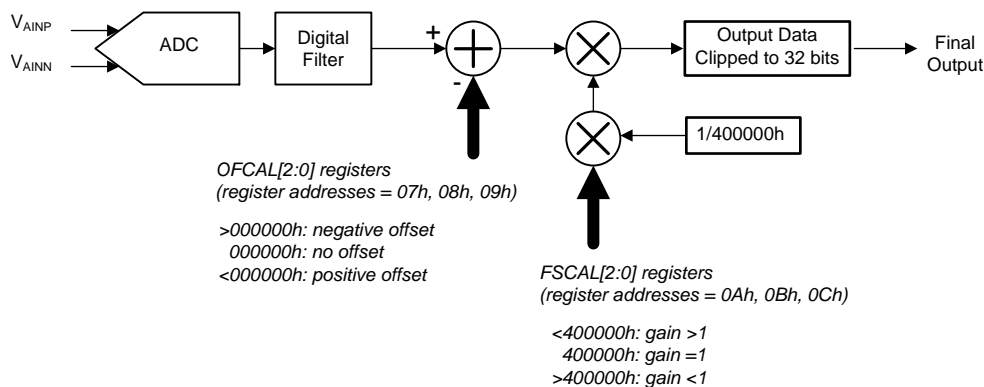 V_AINP
V_AINN
ADC
Digital
Filter
+
-
Output Data
Clipped to 32 bits
Final
Output
1/400000h
OFCAL[2:0] registers
(register addresses = 07h, 08h, 09h)
>000000h: negative offset
000000h: no offset
<000000h: positive offset
FSCAL[2:0] registers
(register addresses = 0Ah, 0Bh, 0Ch)
<400000h: gain >1
400000h: gain =1
>400000h: gain <1